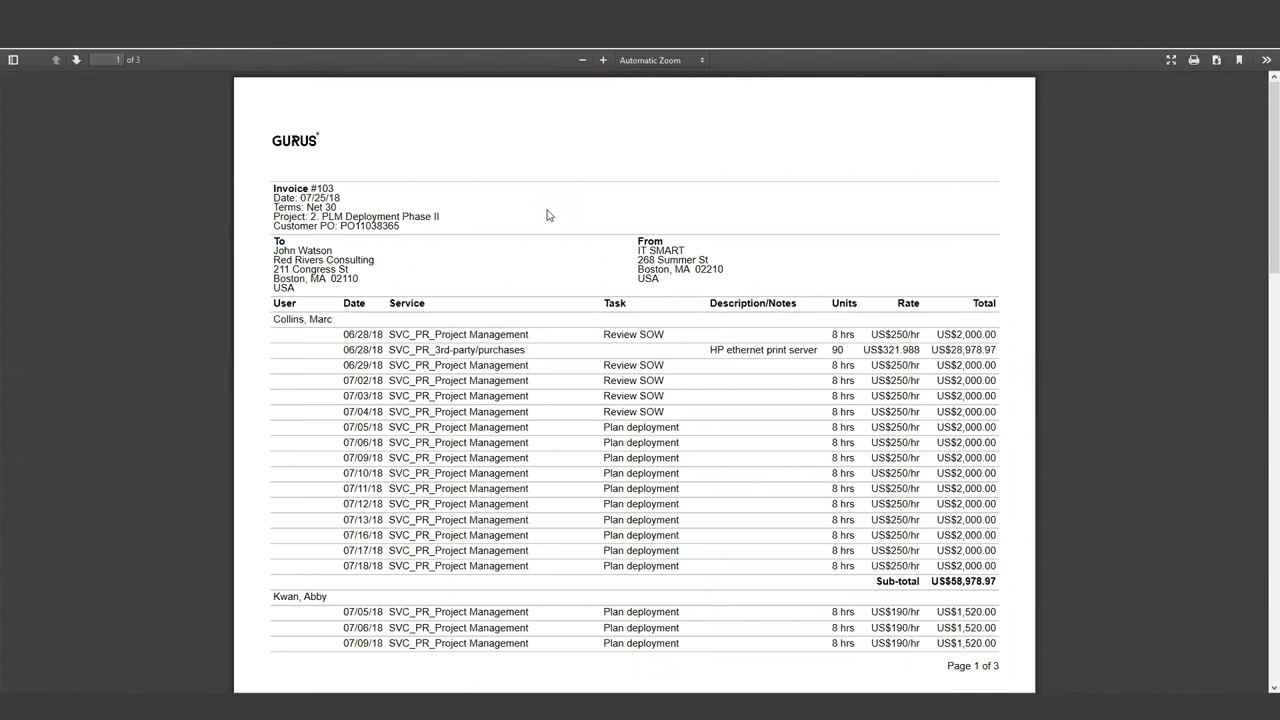 1 of 3 Automatic Zoom
GURUS
Invoice #103
Date: 07/25/18
Terms: Net 30
Project: 2. PLM Deployment Phase II
Customer PO: PO11038365
To From
John Watson IT SMART
Red Rivers Consulting 268 Summer St
211 Congress St Boston, MA 02210
Boston, MA 02110 USA
USA
User Date Service Task Description/Notes Units Rate Total
Collins, Marc
06/28/18 SVC_PR_Project Management Review SOW 8 hrs US$250/hr US$2,000.00
06/28/18 SVC_PR_3rd-party/purchases HP ethernet print server 90 US$321.988 US$28,978.97
06/29/18 SVC_PR_Project Management Review SOW 8 hrs US$250/hr US$2,000.00
07/02/18 SVC_PR_Project Management Review SOW 8 hrs US$250/hr US$2,000.00
07/03/18 SVC_PR_Project Management Review SOW 8 hrs US$250/hr US$2,000.00
07/04/18 SVC_PR_Project Management Review SOW 8 hrs US$250/hr US$2,000.00
07/05/18 SVC_PR_Project Management Plan deployment 8 hrs US$250/hr US$2,000.00
07/06/18 SVC_PR_Project Management Plan deployment 8 hrs US$250/hr US$2,000.00
07/09/18 SVC_PR_Project Management Plan deployment 8 hrs US$250/hr US$2,000.00
07/10/18 SVC_PR_Project Management Plan deployment 8 hrs US$250/hr US$2,000.00
07/11/18 SVC_PR_Project Management Plan deployment 8 hrs US$250/hr US$2,000.00
07/12/18 SVC_PR_Project Management Plan deployment 8 hrs US$250/hr US$2,000.00
07/13/18 SVC_PR_Project Management Plan deployment 8 hrs US$250/hr US$2,000.00
07/16/18 SVC_PR_Project Management Plan deployment 8 hrs US$250/hr US$2,000.00
07/17/18 SVC_PR_Project Management Plan deployment 8 hrs US$250/hr US$2,000.00
07/18/18 SVC_PR_Project Management Plan deployment 8 hrs US$250/hr US$2,000.00
Sub-total US$58,978.97
Kwan, Abby
07/05/18 SVC_PR_Project Management Plan deployment 8 hrs US$190/hr US$1,520.00
07/06/18 SVC_PR_Project Management Plan deployment 8 hrs US$190/hr US$1,520.00
07/09/18 SVC_PR_Project Management Plan deployment 8 hrs US$190/hr US$1,520.00
Page 1 of 3